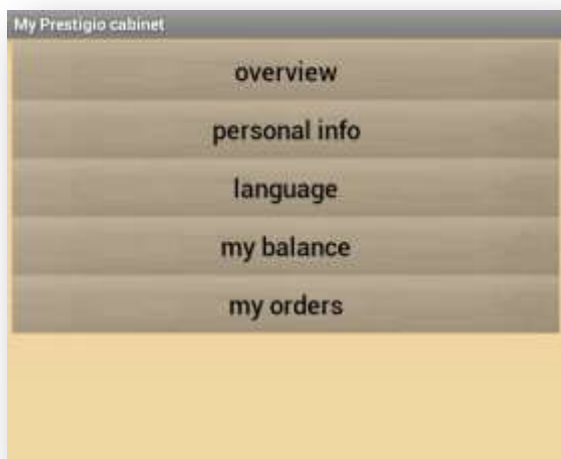 My Prestigio cabinet
overview
personal info
language
my balance
my orders